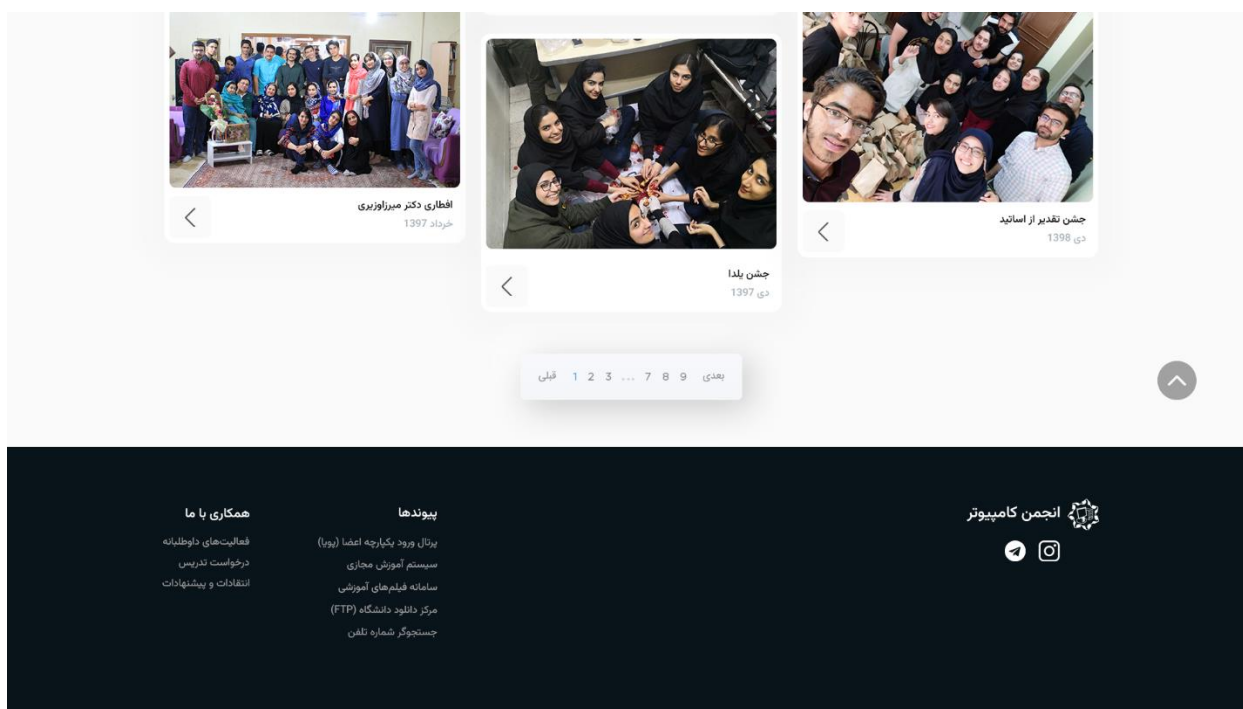 جشن تقدیر از اساتید
دی 1398
جشن یلدا
دی 1397
افطاری دکتر میرزاوزیری
خرداد 1397
قبلی 1 2 3 ... 7 8 9 بعدی
انجمن کامپیوتر
پیوندها
پرتال ورود یکپارچه اعضا (پویا)
سیستم آموزش مجازی
سامانه فیلم‌های آموزشی
مرکز دانلود دانشگاه (FTP)
جستجوگر شماره تلفن
همکاری با ما
فعالیت‌های داوطلبانه
درخواست تدریس
انتقادات و پیشنهادات